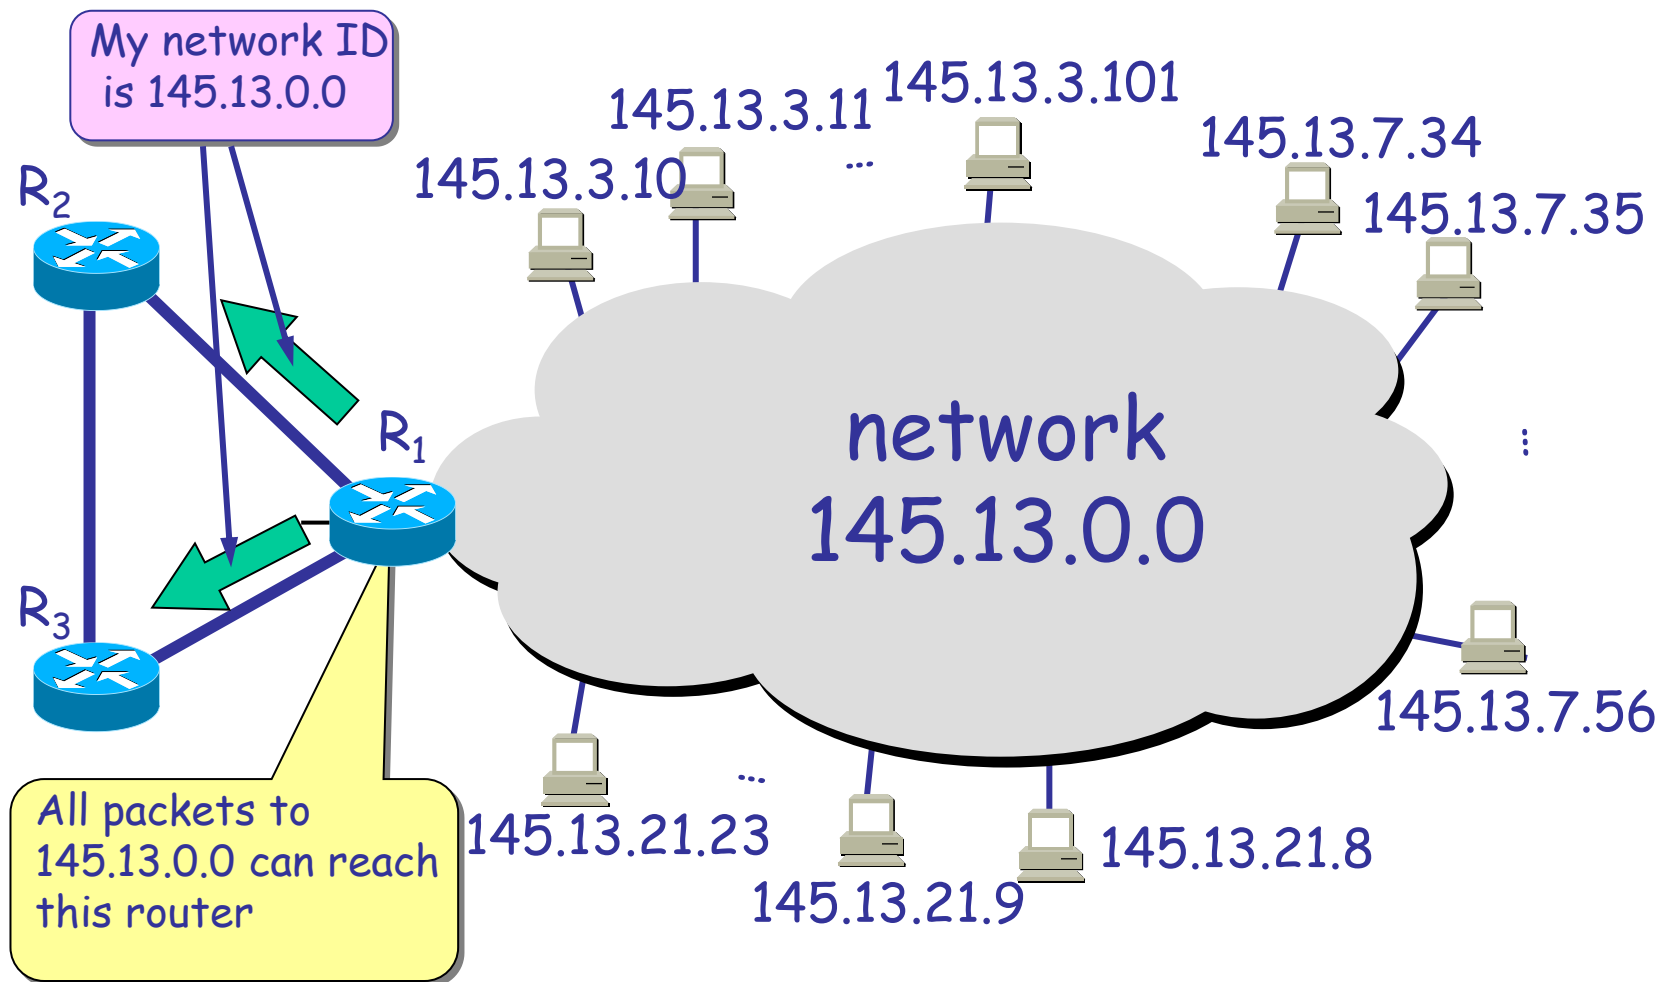 My network ID
is 145.13.0.0
145.13.3.10
145.13.3.11
...
145.13.3.101
145.13.7.34
145.13.7.35
R2
R1
network
145.13.0.0
...
R3
145.13.7.56
All packets to
145.13.0.0 can reach
this router
145.13.21.23
...
145.13.21.9
145.13.21.8